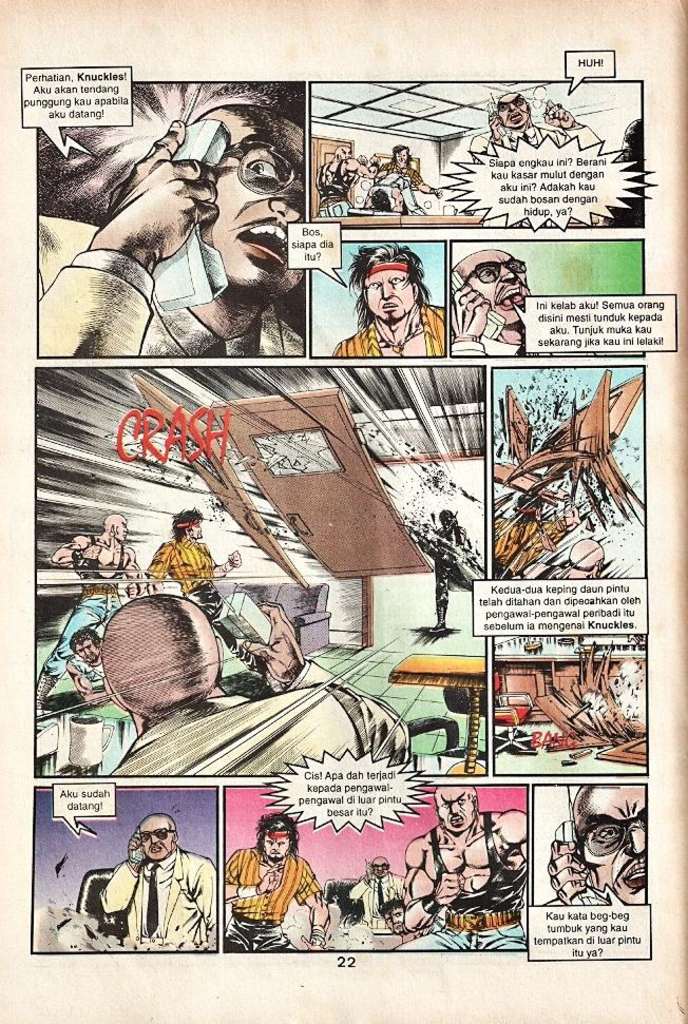 Perhatian, Knuckles!
Aku akan tendang
punggung kau apabila
aku datang!
HUH!
Siapa engkau ini? Berani
kau kasar mulut dengan
aku ini? Adakah kau
sudah bosan dengan
hidup, ya?
Bos,
siapa dia
itu?
Ini kelab aku! Semua orang
disini mesti tunduk kepada
aku. Tunjuk muka kau
sekarang jika kau ini lelaki!
CRASH
Kedua-dua keping daun pintu
telah ditahan dan dipecahkan oleh
pengawal-pengawal peribadi itu
sebelum ia mengenai Knuckles.
BANG
Aku sudah
datang!
Cis! Apa dah terjadi
kepada pengawal-
pengawal di luar pintu
besar itu?
Kau kata beg-beg
tumbuk yang kau
tempatkan di luar pintu
itu ya?
22